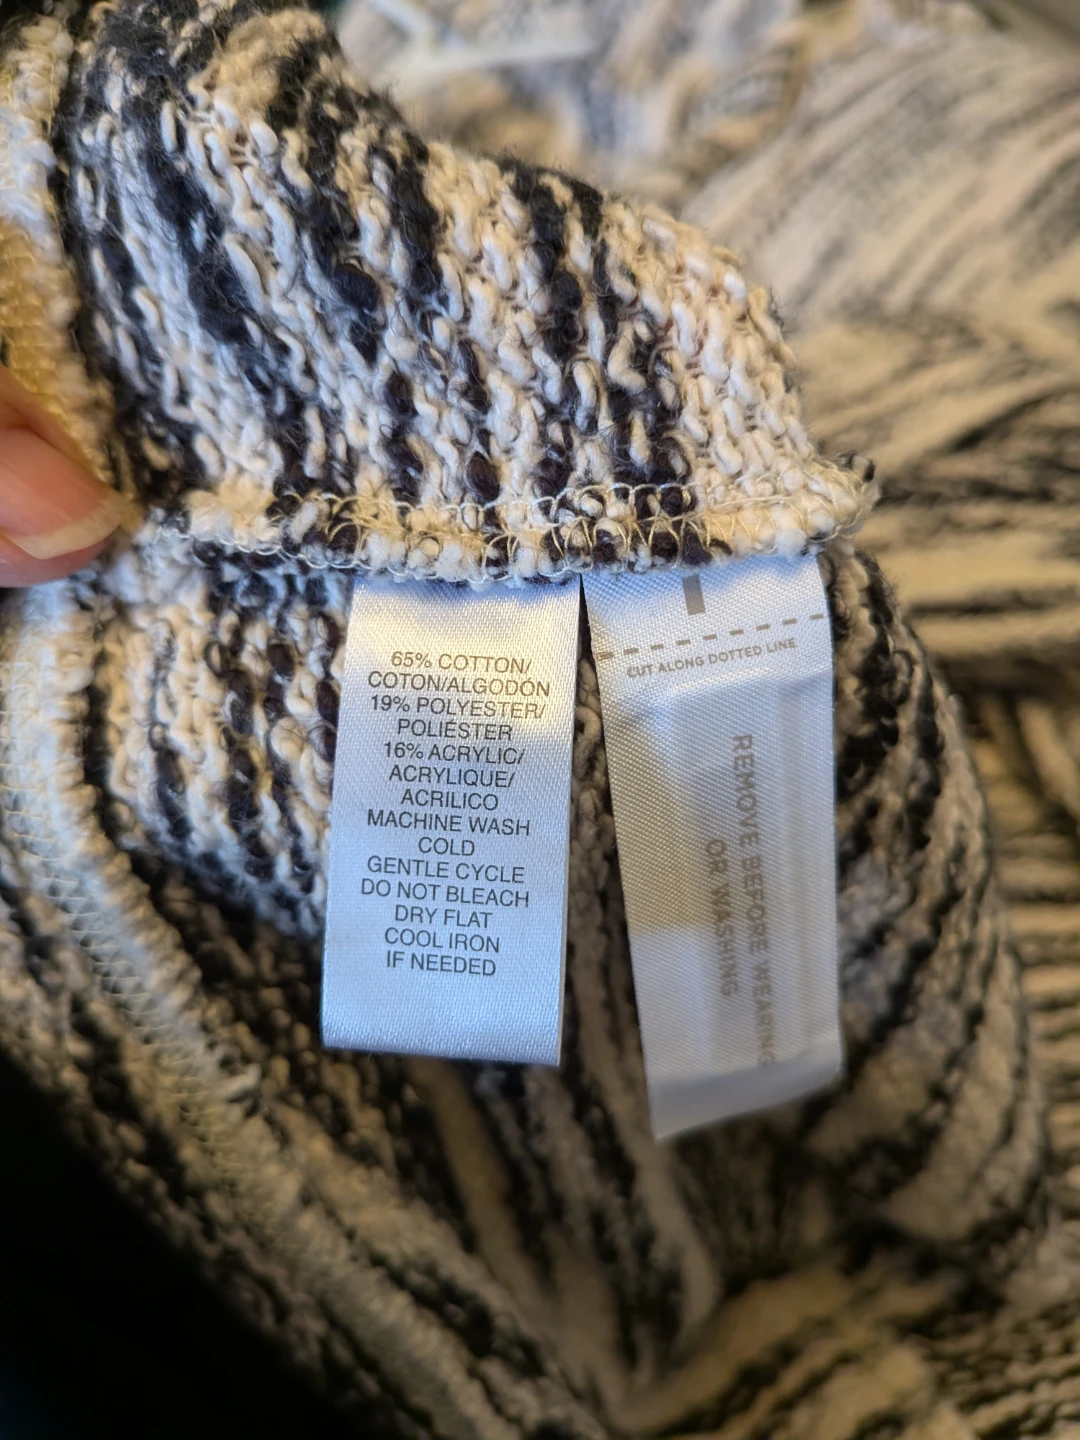 65% COTTON/
COTON/ALGODÓN
19% POLYESTER/
POLIÉSTER
16% ACRYLIC/
ACRYLIQUE/
ACRILICO
MACHINE WASH
COLD
GENTLE CYCLE
DO NOT BLEACH
DRY FLAT
COOL IRON
IF NEEDED
CUT ALONG DOTTED LINE
REMOVE BEFORE WEARING
OR WASHING